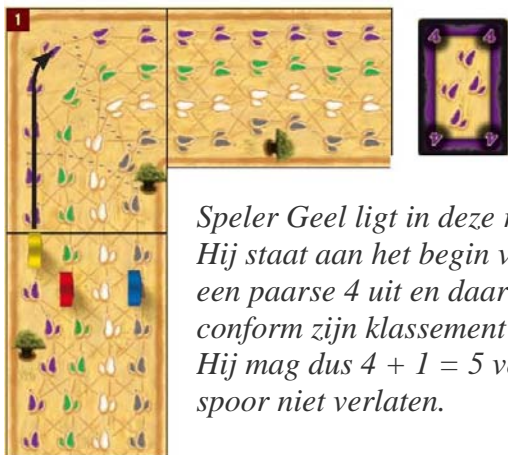 1
4 4
4 4
Speler Geel ligt in deze
Hij staat aan het begin
een paarse 4 uit en daar
conform zijn klassement
Hij mag dus 4 + 1 = 5
spoor niet verlaten.